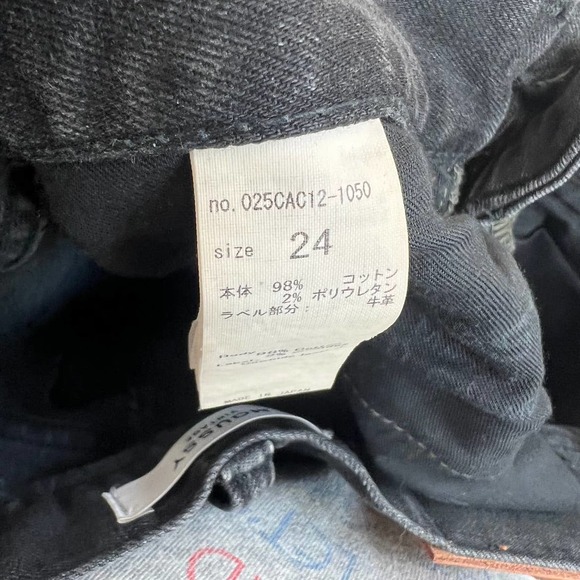 no.025CAC12-1050
size 24
本体 98% コットン
2% ポリウレタン
ラベル部分: 牛革
MADE IN JAPAN
MOUSSY